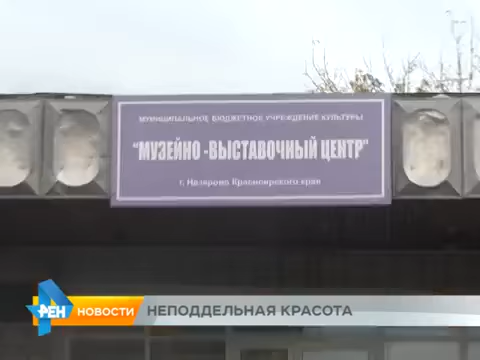 МУНИЦИПАЛЬНОЕ БЮДЖЕТНОЕ УЧРЕЖДЕНИЕ КУЛЬТУРЫ
"МУЗЕЙНО -ВЫСТАВОЧНЫЙ ЦЕНТР"
г. Назарово Красноярского края
РЕН НОВОСТИ НЕПОДДЕЛЬНАЯ КРАСОТА